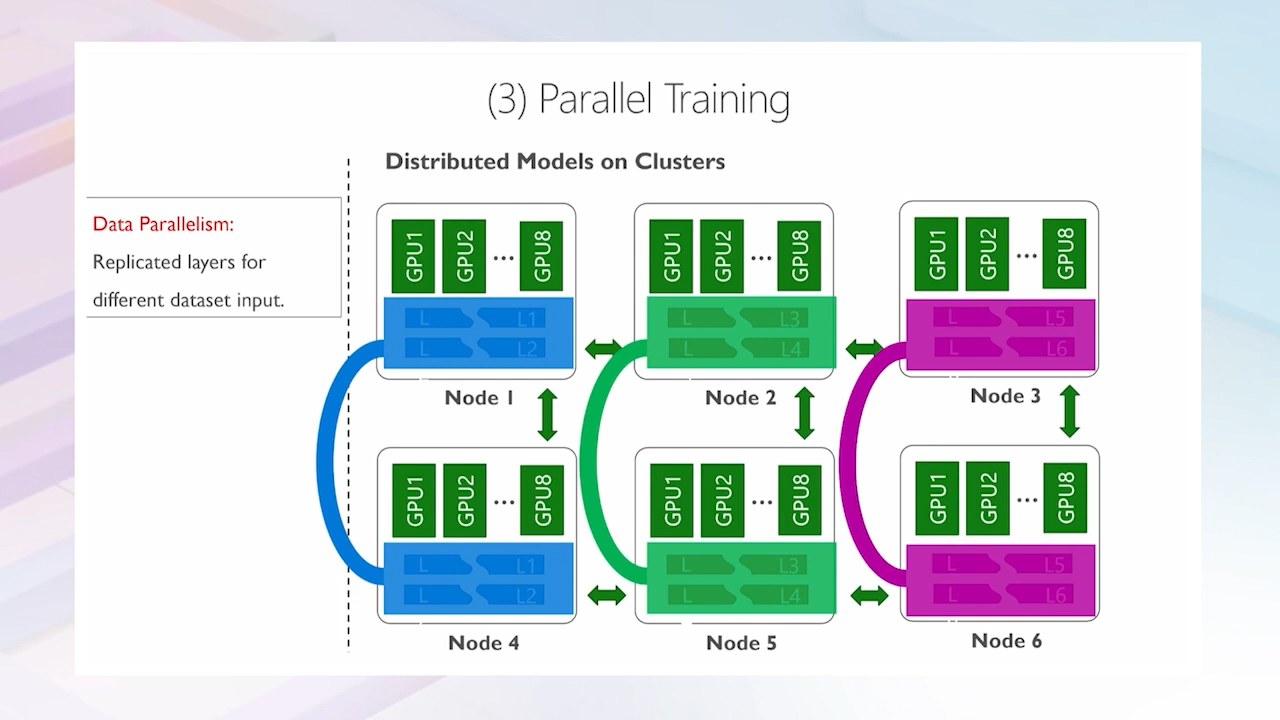 (3) Parallel Training
Distributed Models on Clusters
Data Parallelism:
Replicated layers for
different dataset input.
GPU1 GPU2 ... GPU8
L L1
L L2
Node 1
GPU1 GPU2 ... GPU8
L L3
L L4
Node 2
GPU1 GPU2 ... GPU8
L L5
L L6
Node 3
GPU1 GPU2 ... GPU8
L L1
L L2
Node 4
GPU1 GPU2 ... GPU8
L L3
L L4
Node 5
GPU1 GPU2 ... GPU8
L L5
L L6
Node 6